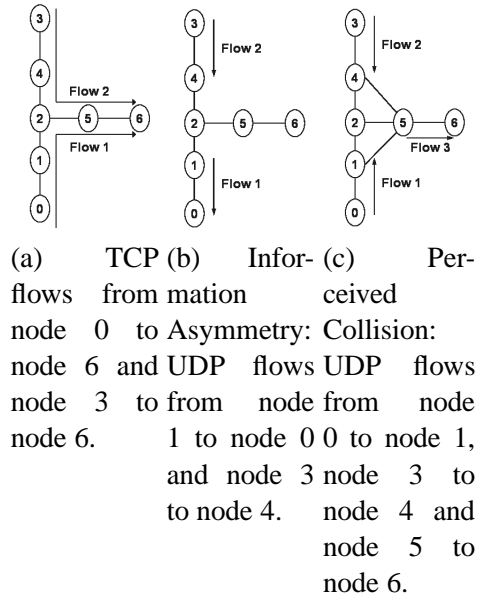 3
4
Flow 2
2
5
6
Flow 1
1
0
3
Flow 2
4
2
5
6
1
Flow 1
0
3
Flow 2
4
2
5
6
Flow 3
1
Flow 1
0
(a) TCP
flows from
node 0 to
node 6 and
node 3 to
node 6.
(b) Infor-
mation
Asymmetry:
UDP flows
from node
1 to node 0
and node 3
to node 4.
(c) Per-
ceived
Collision:
UDP flows
from node
0 to node 1,
node 3 to
node 4 and
node 5 to
node 6.